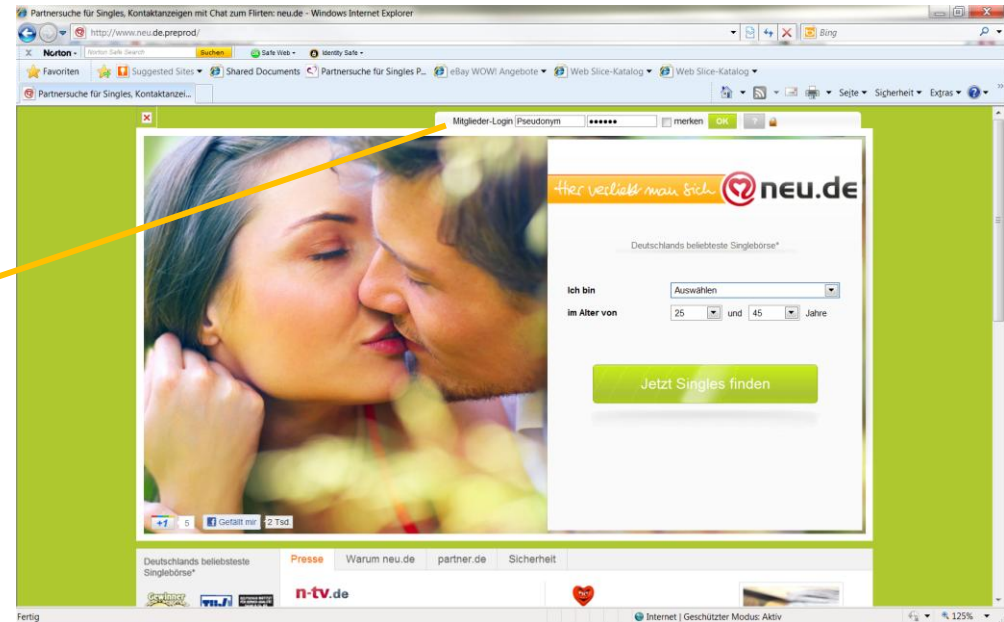 Partnersuche für Singles, Kontaktanzeigen mit Chat zum Flirten: neu.de - Windows Internet Explorer
http://www.neu.de.preprod/
Bing
X Norton - Norton Safe Search Suchen Safe Web - Identity Safe -
Favoriten Suggested Sites Shared Documents Partnersuche für Singles P... eBay WOW! Angebote Web Slice-Katalog Web Slice-Katalog
Partnersuche für Singles, Kontaktanzei...
Seite Sicherheit Extras
Mitglieder-Login Pseudonym •••••• merken OK ?
Hier verliebt man sich neu.de
Deutschlands beliebteste Singlebörse*
Ich bin Auswählen
im Alter von 25 und 45 Jahre
Jetzt Singles finden
+1 5 Gefällt mir 2 Tsd
Deutschlands beliebsteste
Singlebörse*
Presse Warum neu.de partner.de Sicherheit
n-tv.de
Fertig
Internet | Geschützter Modus: Aktiv
125%